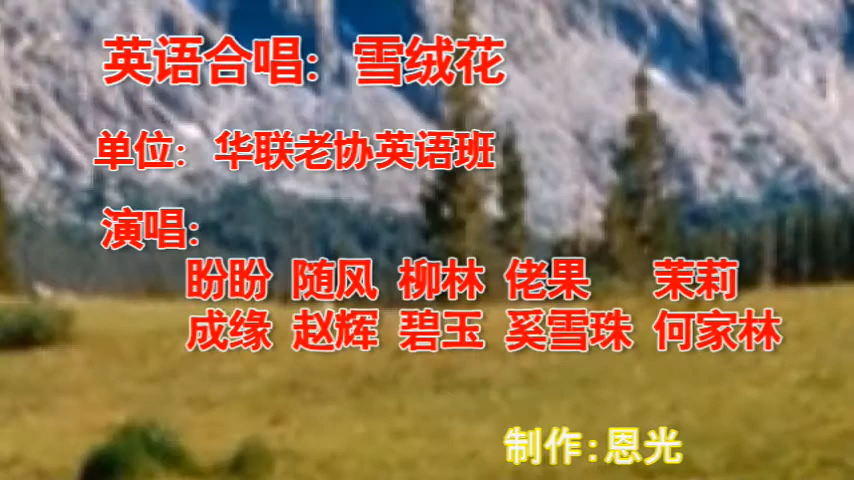 英语合唱：雪绒花
单位：华联老协英语班
演唱：
盼盼 随风 柳林 佬果 茉莉
成缘 赵辉 碧玉 奚雪珠 何家林
制作:恩光